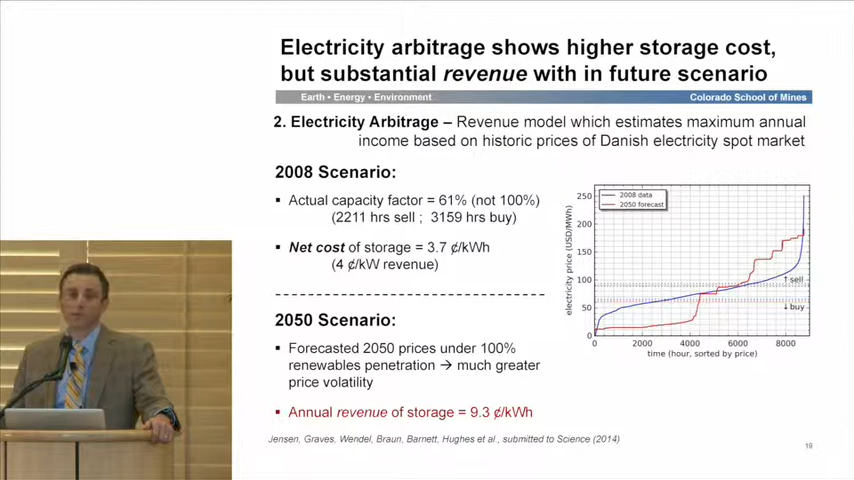 Electricity arbitrage shows higher storage cost,
but substantial revenue with in future scenario
Earth • Energy • Environment
Colorado School of Mines
2. Electricity Arbitrage – Revenue model which estimates maximum annual
income based on historic prices of Danish electricity spot market
2008 Scenario:
▪ Actual capacity factor = 61% (not 100%)
(2211 hrs sell ; 3159 hrs buy)
▪ Net cost of storage = 3.7 ¢/kWh
(4 ¢/kW revenue)
2050 Scenario:
▪ Forecasted 2050 prices under 100%
renewables penetration → much greater
price volatility
▪ Annual revenue of storage = 9.3 ¢/kWh
electricity price (USD/MWh)
250
200
150
100
50
0
2008 data
2050 forecast
↑ sell
↓ buy
0 2000 4000 6000 8000
time (hour, sorted by price)
Jensen, Graves, Wendel, Braun, Barnett, Hughes et al., submitted to Science (2014)
19